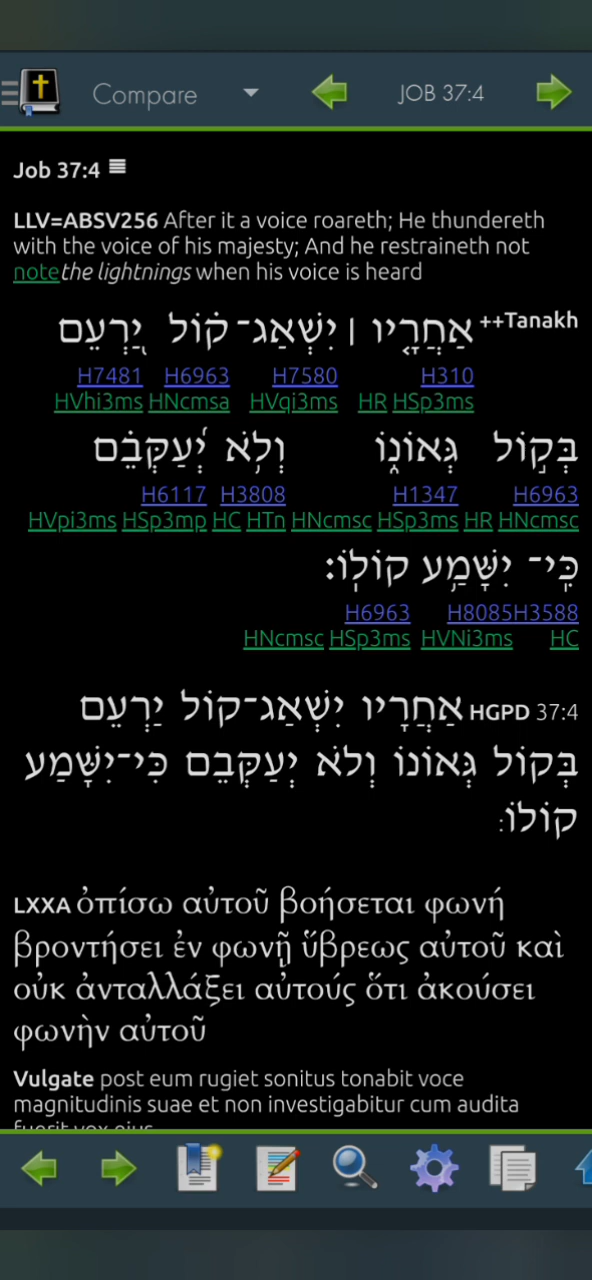 Compare JOB 37:4
Job 37:4
LLV=ABSV256 After it a voice roareth; He thundereth
with the voice of his majesty; And he restraineth not
notethe lightnings when his voice is heard
++Tanakh אַחֲרָ֤יו ׀ יִשְׁאַג־ ק֗וֹל יַ֭רְעֵם
H7481 H6963 H7580 H310
HVhi3ms HNcmsa HVqi3ms HR HSp3ms
בְּק֣וֹל גְּאוֹנ֑וֹ וְלֹ֥א יְ֝עַקְּבֵ֗ם
H6117 H3808 H1347 H6963
HVpi3ms HSp3mp HC HTn HNcmsc HSp3ms HR HNcmsc
כִּֽי־ יִשָּׁמַ֥ע קוֹלֽוֹ׃
H6963 H8085H3588
HNcmsc HSp3ms HVNi3ms HC
HGPD 37:4 אַחֲרָיו יִשְׁאַג־קוֹל יַרְעֵם
בְּקוֹל גְּאוֹנוֹ וְלֹא יְעַקְּבֵם כִּי־יִשָּׁמַע
קוֹלוֹ׃
LXXA ὀπίσω αὐτοῦ βοήσεται φωνή
βροντήσει ἐν φωνῇ ὕβρεως αὐτοῦ καὶ
οὐκ ἀνταλλάξει αὐτούς ὅτι ἀκούσει
φωνὴν αὐτοῦ
Vulgate post eum rugiet sonitus tonabit voce
magnitudinis suae et non investigabitur cum audita
fuerit vox eius